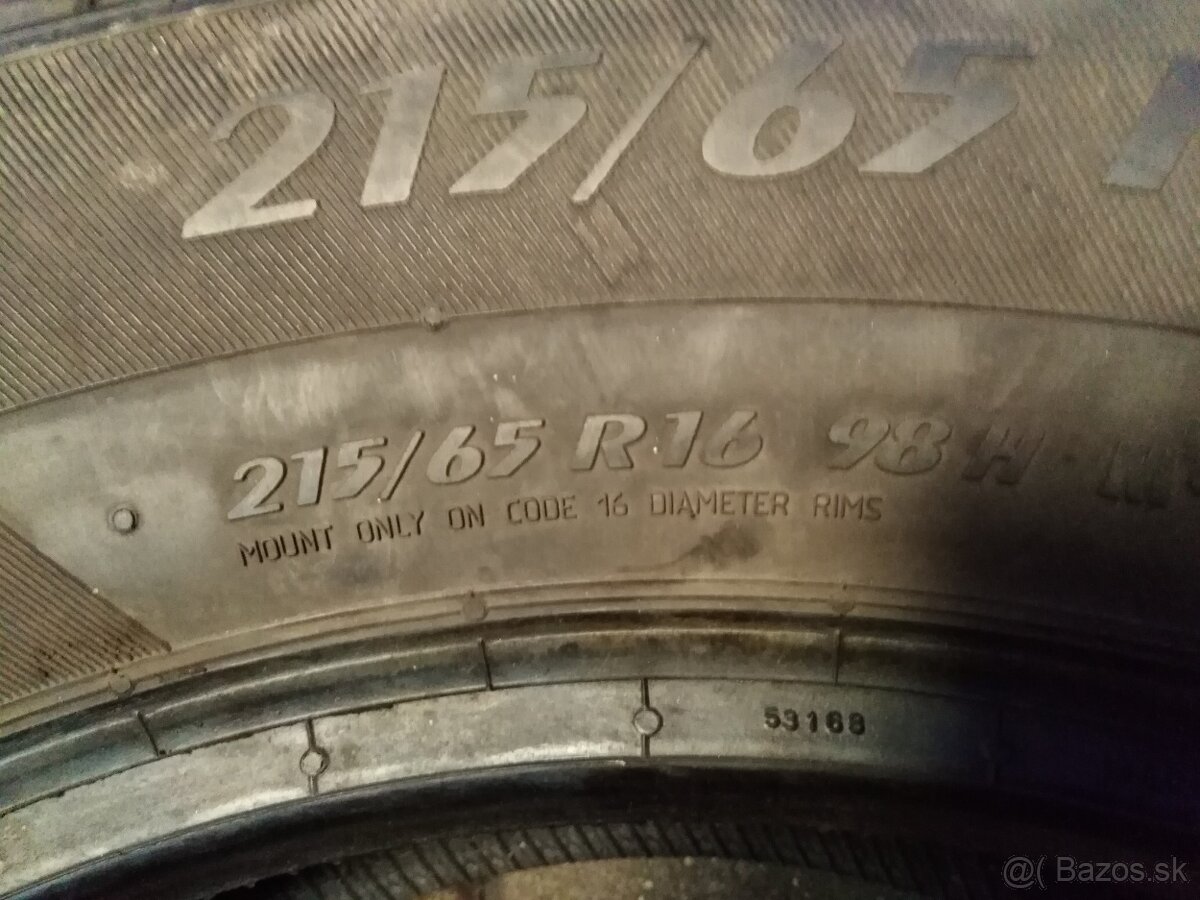 215/65
215/65 R16 98H
MOUNT ONLY ON CODE 16 DIAMETER RIMS
53168
@( Bazos.sk